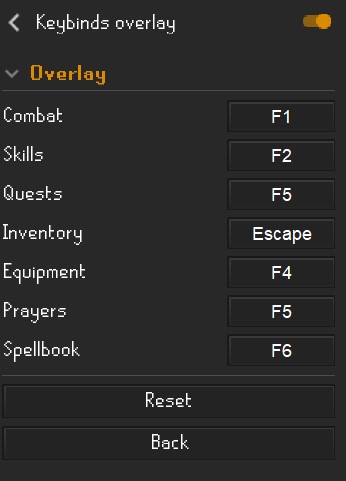 Keybinds overlay
Overlay
Combat F1
Skills F2
Quests F5
Inventory Escape
Equipment F4
Prayers F5
Spellbook F6
Reset
Back